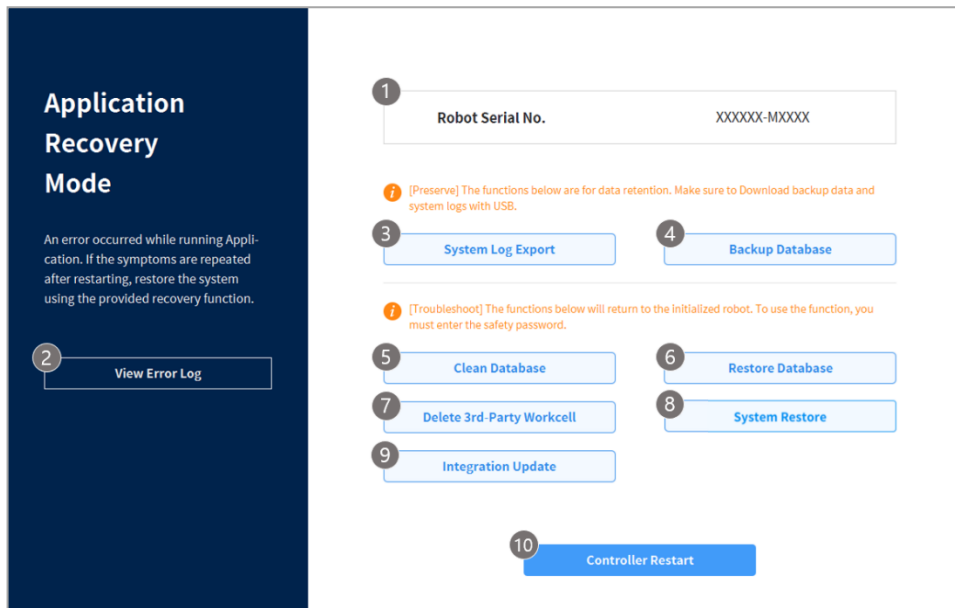 Application
Recovery
Mode
An error occurred while running Appli-
cation. If the symptoms are repeated
after restarting, restore the system
using the provided recovery function.
2
View Error Log
1
Robot Serial No. XXXXXX-MXXXX
i [Preserve] The functions below are for data retention. Make sure to Download backup data and
system logs with USB.
3 4
System Log Export Backup Database
i [Troubleshoot] The functions below will return to the initialized robot. To use the function, you
must enter the safety password.
5 6
Clean Database Restore Database
7 8
Delete 3rd-Party Workcell System Restore
9
Integration Update
10
Controller Restart